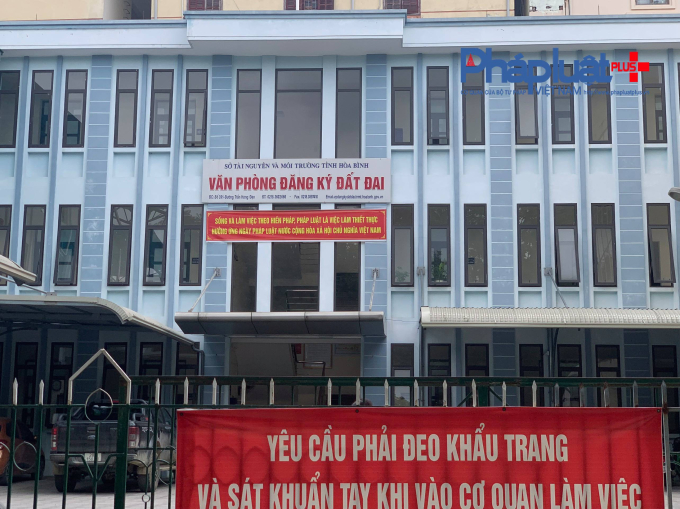 Phápluật PLUS
VIỆT NAM
SỞ TÀI NGUYÊN VÀ MÔI TRƯỜNG TỈNH HÒA BÌNH
VĂN PHÒNG ĐĂNG KÝ ĐẤT ĐAI
SỐNG VÀ LÀM VIỆC THEO HIẾN PHÁP, PHÁP LUẬT LÀ VIỆC LÀM THIẾT THỰC
HƯỞNG ỨNG NGÀY PHÁP LUẬT NƯỚC CỘNG HÒA XÃ HỘI CHỦ NGHĨA VIỆT NAM
YÊU CẦU PHẢI ĐEO KHẨU TRANG
VÀ SÁT KHUẨN TAY KHI VÀO CƠ QUAN LÀM VIỆC